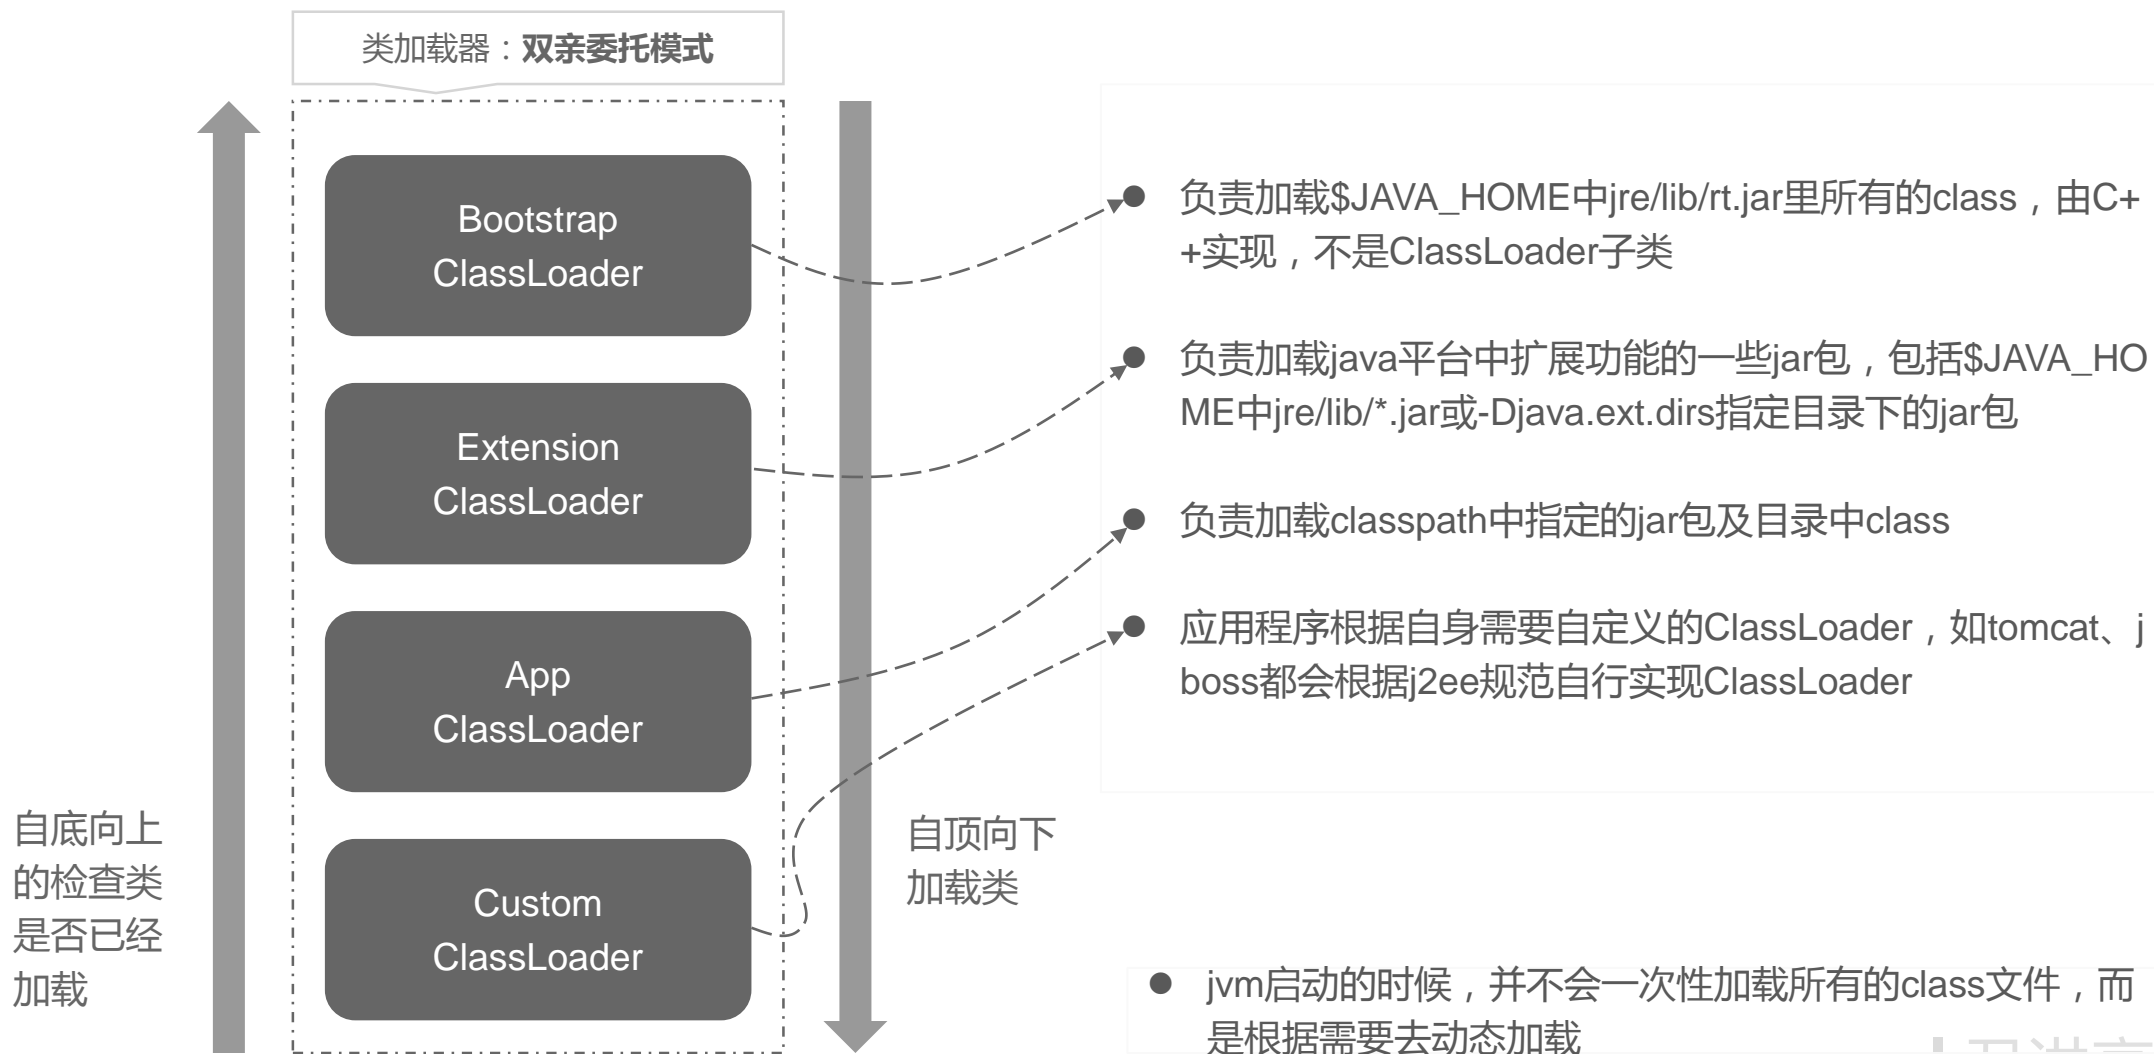 类加载器：双亲委托模式
Bootstrap
ClassLoader
Extension
ClassLoader
App
ClassLoader
Custom
ClassLoader
自底向上
的检查类
是否已经
加载
自顶向下
加载类
负责加载$JAVA_HOME中jre/lib/rt.jar里所有的class，由C+
+实现，不是ClassLoader子类
负责加载java平台中扩展功能的一些jar包，包括$JAVA_HO
ME中jre/lib/*.jar或-Djava.ext.dirs指定目录下的jar包
负责加载classpath中指定的jar包及目录中class
应用程序根据自身需要自定义的ClassLoader，如tomcat、j
boss都会根据j2ee规范自行实现ClassLoader
jvm启动的时候，并不会一次性加载所有的class文件，而
是根据需要去动态加载